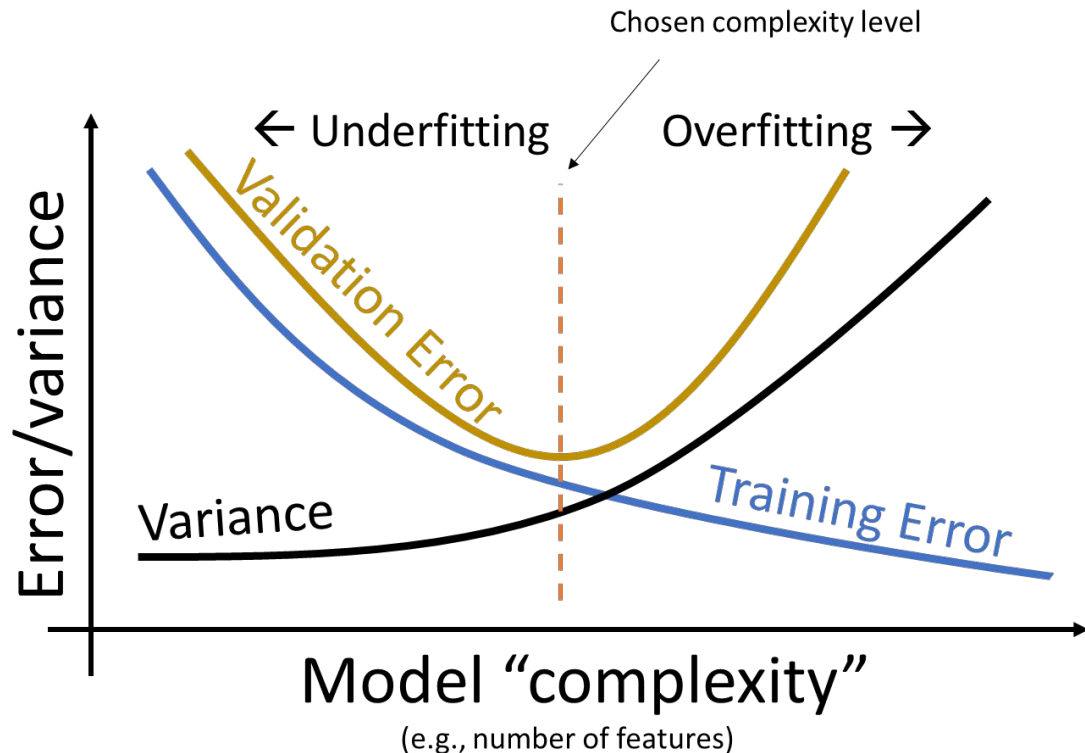 Chosen complexity level
← Underfitting
Overfitting →
Validation Error
Error/variance
Variance
Training Error
Model “complexity”
(e.g., number of features)